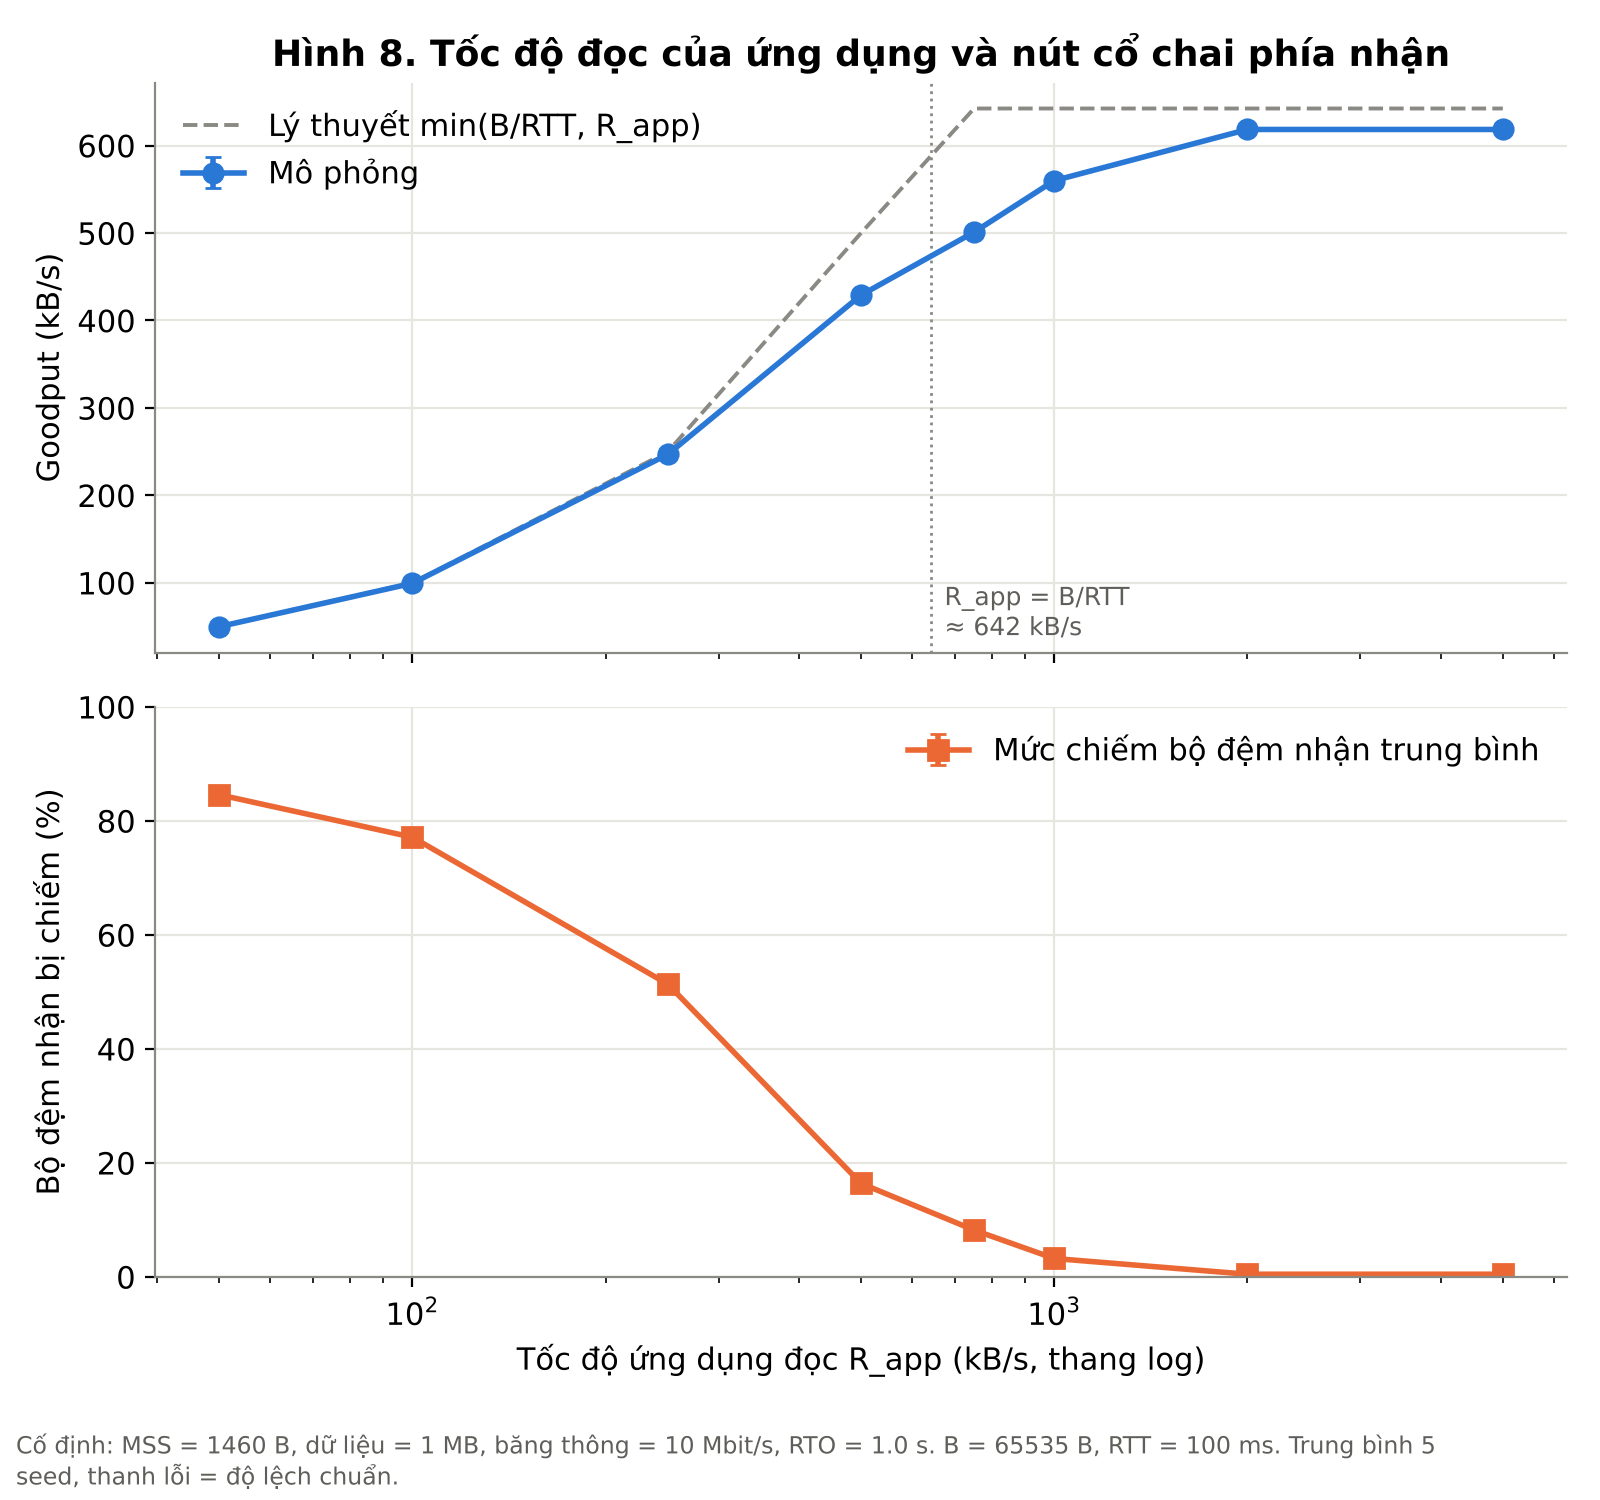 Hình 8. Tốc độ đọc của ứng dụng và nút cổ chai phía nhận
Lý thuyết min(B/RTT, R_app)
Mô phỏng
600
500
400
300
200
100
Goodput (kB/s)
R_app = B/RTT
≈ 642 kB/s
100
80
60
40
20
0
Bộ đệm nhận bị chiếm (%)
Mức chiếm bộ đệm nhận trung bình
10²
10³
Tốc độ ứng dụng đọc R_app (kB/s, thang log)
Cố định: MSS = 1460 B, dữ liệu = 1 MB, băng thông = 10 Mbit/s, RTO = 1.0 s. B = 65535 B, RTT = 100 ms. Trung bình 5
seed, thanh lỗi = độ lệch chuẩn.